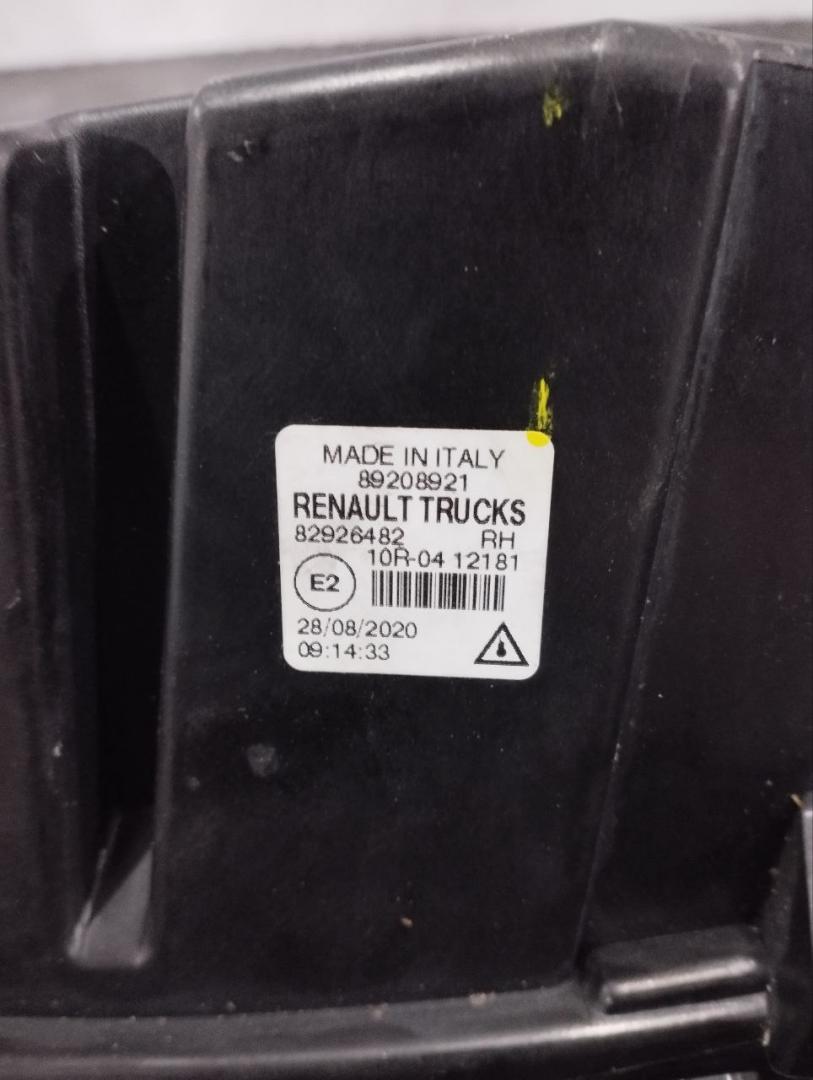 MADE IN ITALY
89208921
RENAULT TRUCKS
82926482 RH
10R-04 12181
E2
28/08/2020
09:14:33